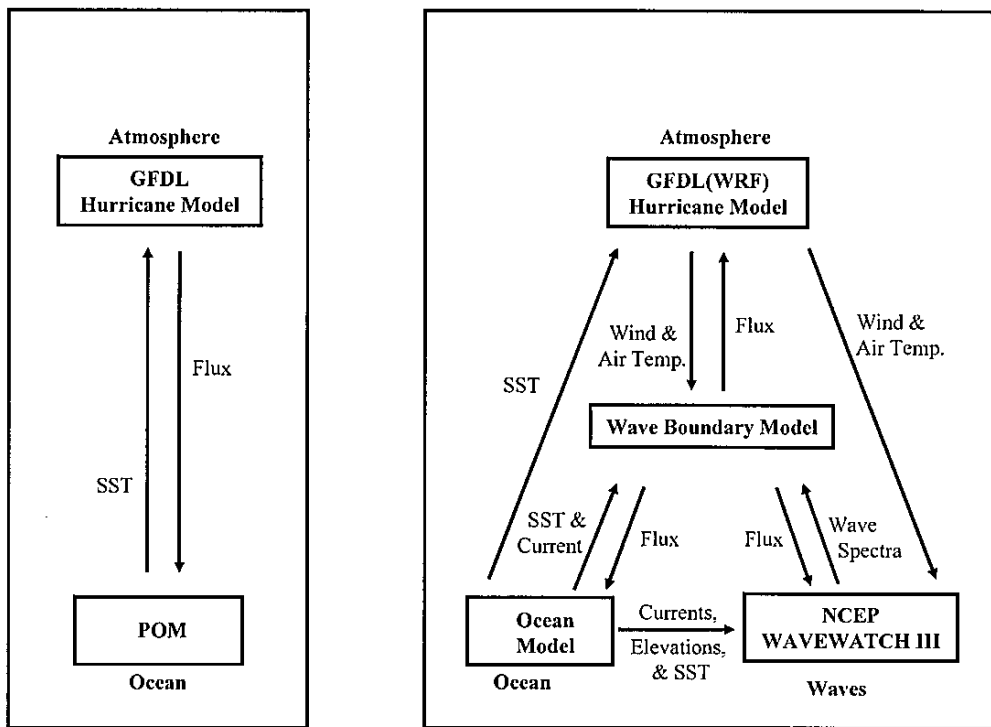 Atmosphere
GFDL
Hurricane Model
Flux
SST
POM
Ocean
Atmosphere
GFDL(WRF)
Hurricane Model
Wind &
Air Temp.
Flux
Wind &
Air Temp.
SST
Wave Boundary Model
SST &
Current
Flux
Flux
Wave
Spectra
Ocean
Model
Currents,
Elevations,
& SST
NCEP
WAVEWATCH III
Ocean
Waves